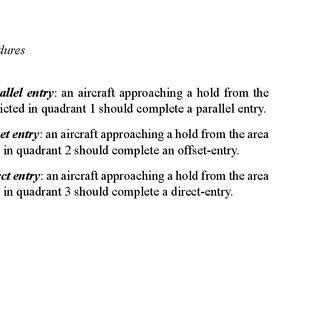 dures
allel entry: an aircraft approaching a hold from the
icted in quadrant 1 should complete a parallel entry.
et entry: an aircraft approaching a hold from the area
in quadrant 2 should complete an offset-entry.
ct entry: an aircraft approaching a hold from the area
in quadrant 3 should complete a direct-entry.